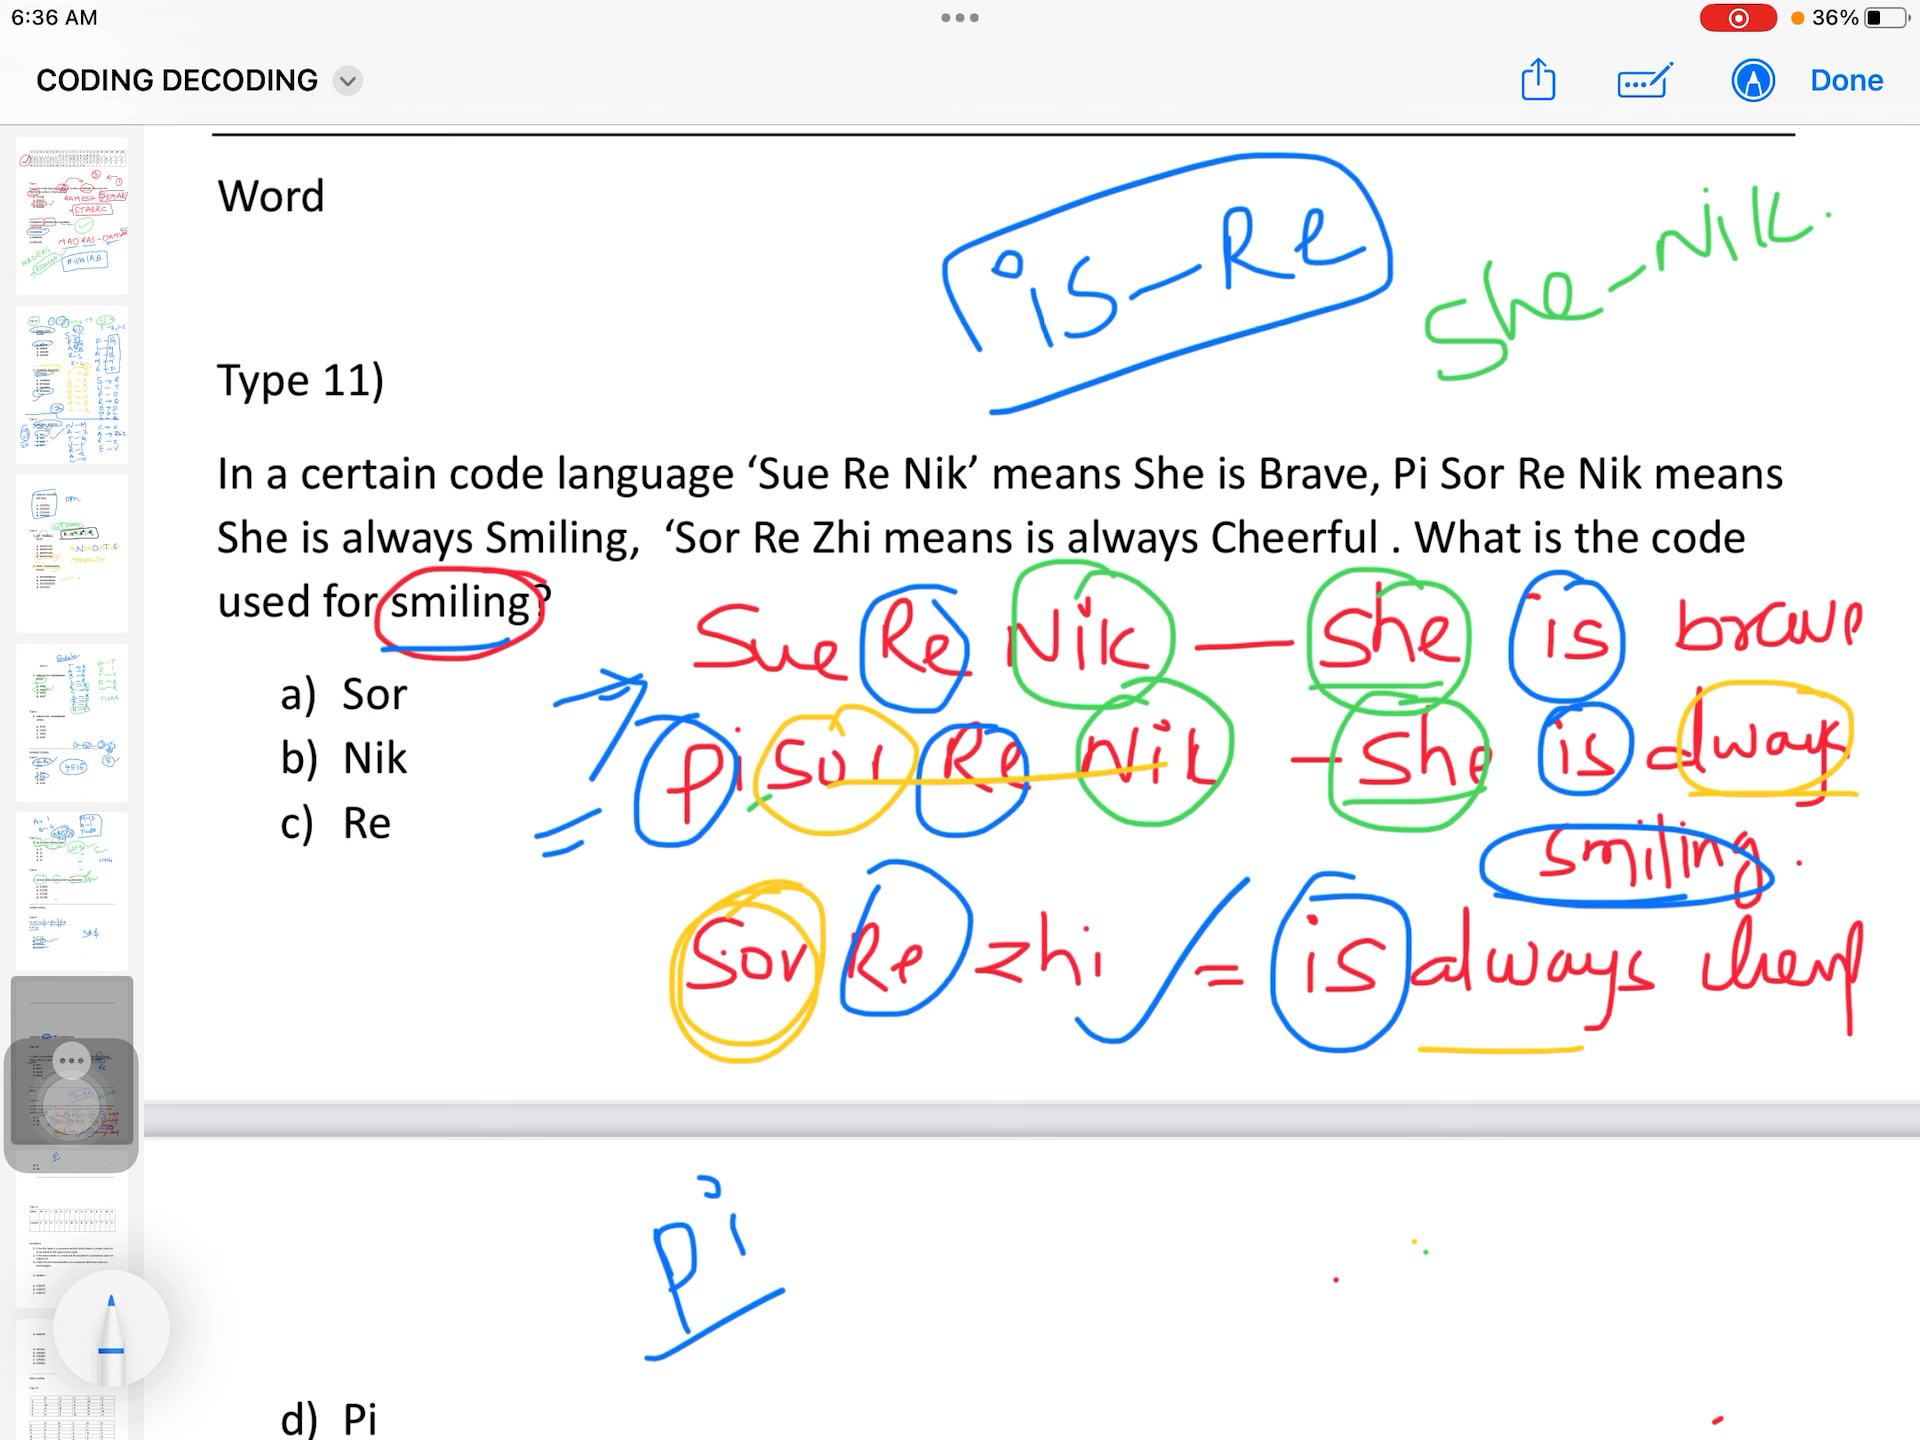 6:36 AM
36%
CODING DECODING
Done
Word
is-Re
She-Nik.
Type 11)
In a certain code language ‘Sue Re Nik’ means She is Brave, Pi Sor Re Nik means
She is always Smiling,  ‘Sor Re Zhi means is always Cheerful . What is the code
used for smiling?
Sue Re Nik — She is brave
a) Sor
Pi Sor Re Nik - She is always
b) Nik
c) Re
smiling.
Sor Re zhi = is always
Pi
d) Pi